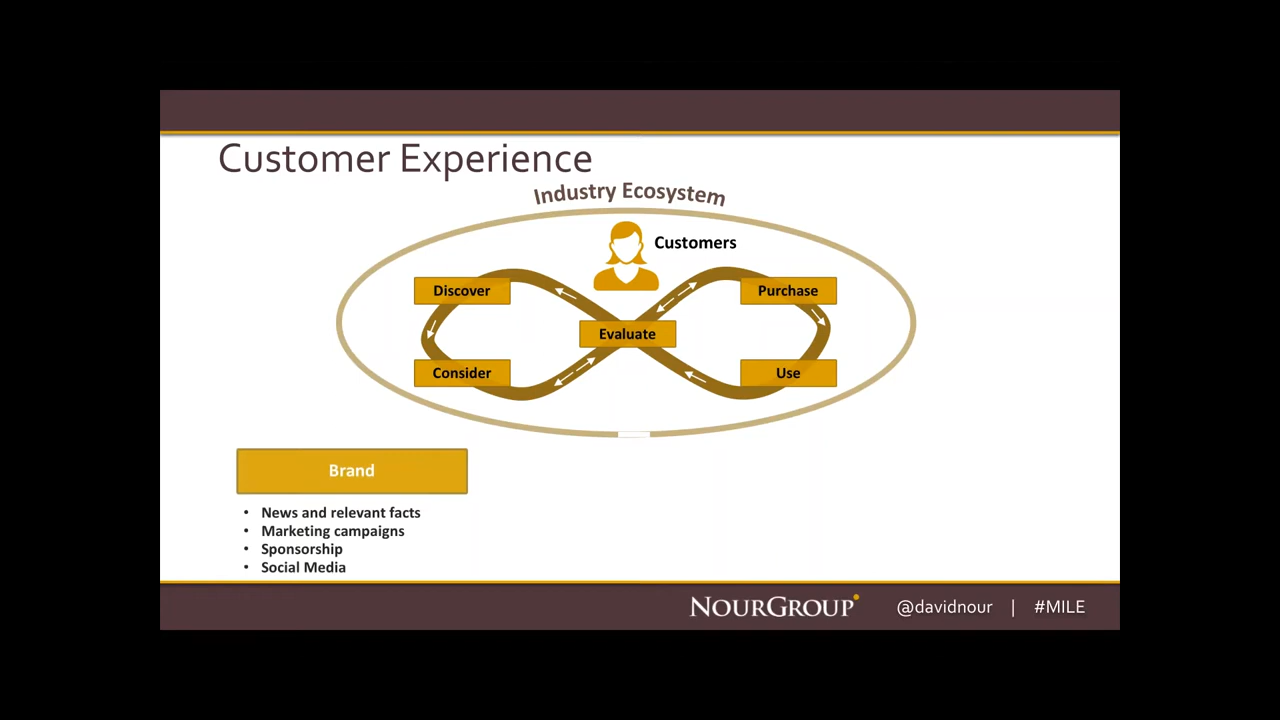 Customer Experience
Industry Ecosystem
Customers
Discover
Purchase
Evaluate
Consider
Use
Brand
• News and relevant facts
• Marketing campaigns
• Sponsorship
• Social Media
NOURGROUP
@davidnour | #MILE